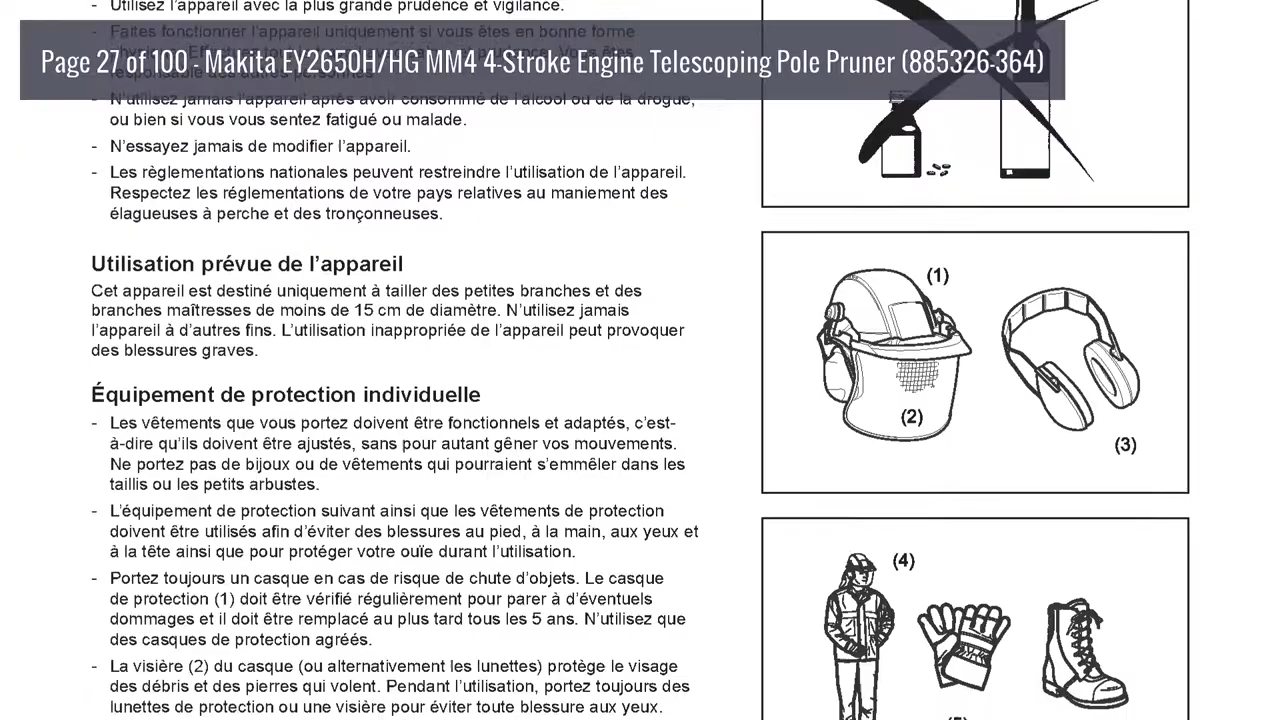 - Utilisez l'appareil avec la plus grande prudence et vigilance.
- Faites fonctionner l'appareil uniquement si vous êtes en bonne forme
Page 27 of 100 - Makita EY2650H/HG MM4 4-Stroke Engine Telescoping Pole Pruner (885326-364)
- N'utilisez jamais l'appareil après avoir consommé de l'alcool ou de la drogue,
ou bien si vous vous sentez fatigué ou malade.
- N'essayez jamais de modifier l'appareil.
- Les règlementations nationales peuvent restreindre l'utilisation de l'appareil.
Respectez les réglementations de votre pays relatives au maniement des
élagueuses à perche et des tronçonneuses.
Utilisation prévue de l'appareil
Cet appareil est destiné uniquement à tailler des petites branches et des
branches maîtresses de moins de 15 cm de diamètre. N'utilisez jamais
l'appareil à d'autres fins. L'utilisation inappropriée de l'appareil peut provoquer
des blessures graves.
Équipement de protection individuelle
- Les vêtements que vous portez doivent être fonctionnels et adaptés, c'est-
à-dire qu'ils doivent être ajustés, sans pour autant gêner vos mouvements.
Ne portez pas de bijoux ou de vêtements qui pourraient s'emmêler dans les
taillis ou les petits arbustes.
- L'équipement de protection suivant ainsi que les vêtements de protection
doivent être utilisés afin d'éviter des blessures au pied, à la main, aux yeux et
à la tête ainsi que pour protéger votre ouïe durant l'utilisation.
- Portez toujours un casque en cas de risque de chute d'objets. Le casque
de protection (1) doit être vérifié régulièrement pour parer à d'éventuels
dommages et il doit être remplacé au plus tard tous les 5 ans. N'utilisez que
des casques de protection agréés.
- La visière (2) du casque (ou alternativement les lunettes) protège le visage
des débris et des pierres qui volent. Pendant l'utilisation, portez toujours des
lunettes de protection ou une visière pour éviter toute blessure aux yeux.
(1)
(2)
(3)
(4)